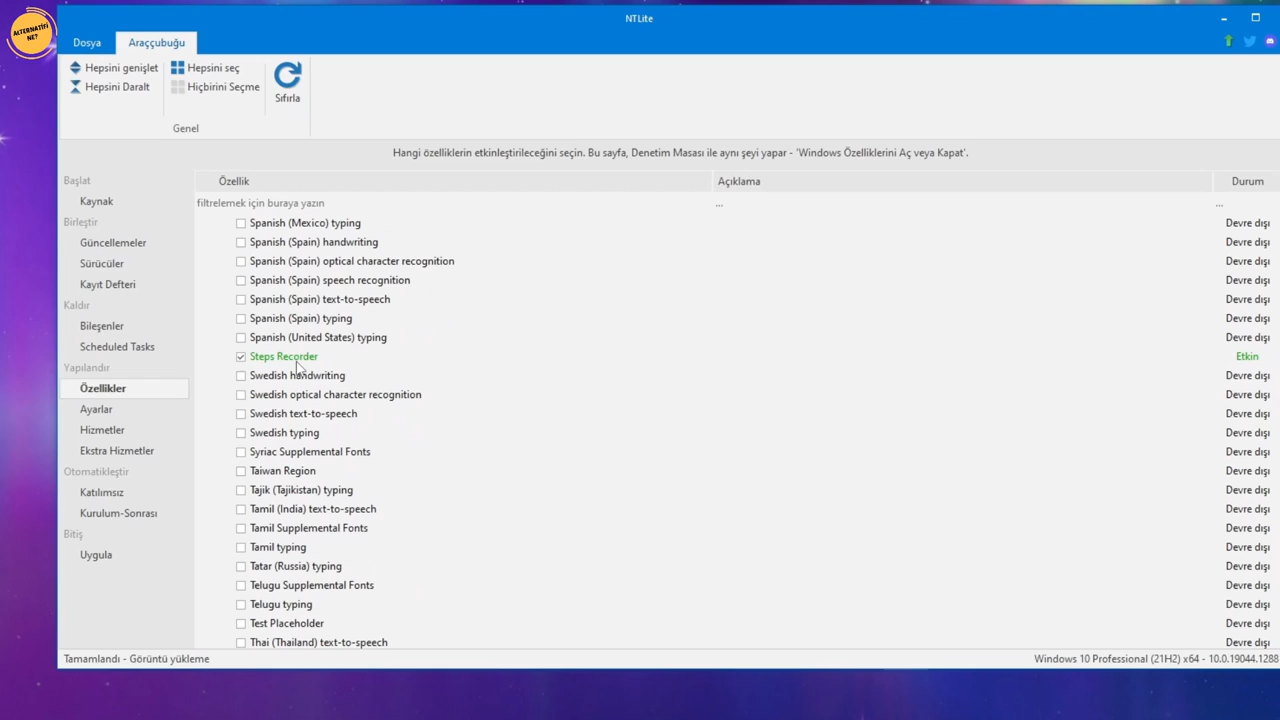 ALTERNATİFİ
NE?
NTLite
Dosya
Araççubuğu
Hepsini genişlet
Hepsini Daralt
Hepsini seç
Hiçbirini Seçme
Sıfırla
Genel
Hangi özelliklerin etkinleştirileceğini seçin. Bu sayfa, Denetim Masası ile aynı şeyi yapar - 'Windows Özelliklerini Aç veya Kapat'.
Başlat
Kaynak
Birleştir
Güncellemeler
Sürücüler
Kayıt Defteri
Kaldır
Bileşenler
Scheduled Tasks
Yapılandır
Özellikler
Ayarlar
Hizmetler
Ekstra Hizmetler
Otomatikleştir
Katılımsız
Kurulum-Sonrası
Bitiş
Uygula
Özellik Açıklama Durum
filtrelemek için buraya yazın ... ...
Spanish (Mexico) typing Devre dışı
Spanish (Spain) handwriting Devre dışı
Spanish (Spain) optical character recognition Devre dışı
Spanish (Spain) speech recognition Devre dışı
Spanish (Spain) text-to-speech Devre dışı
Spanish (Spain) typing Devre dışı
Spanish (United States) typing Devre dışı
Steps Recorder Etkin
Swedish handwriting Devre dışı
Swedish optical character recognition Devre dışı
Swedish text-to-speech Devre dışı
Swedish typing Devre dışı
Syriac Supplemental Fonts Devre dışı
Taiwan Region Devre dışı
Tajik (Tajikistan) typing Devre dışı
Tamil (India) text-to-speech Devre dışı
Tamil Supplemental Fonts Devre dışı
Tamil typing Devre dışı
Tatar (Russia) typing Devre dışı
Telugu Supplemental Fonts Devre dışı
Telugu typing Devre dışı
Test Placeholder Devre dışı
Thai (Thailand) text-to-speech Devre dışı
Tamamlandı - Görüntü yükleme
Windows 10 Professional (21H2) x64 - 10.0.19044.1288